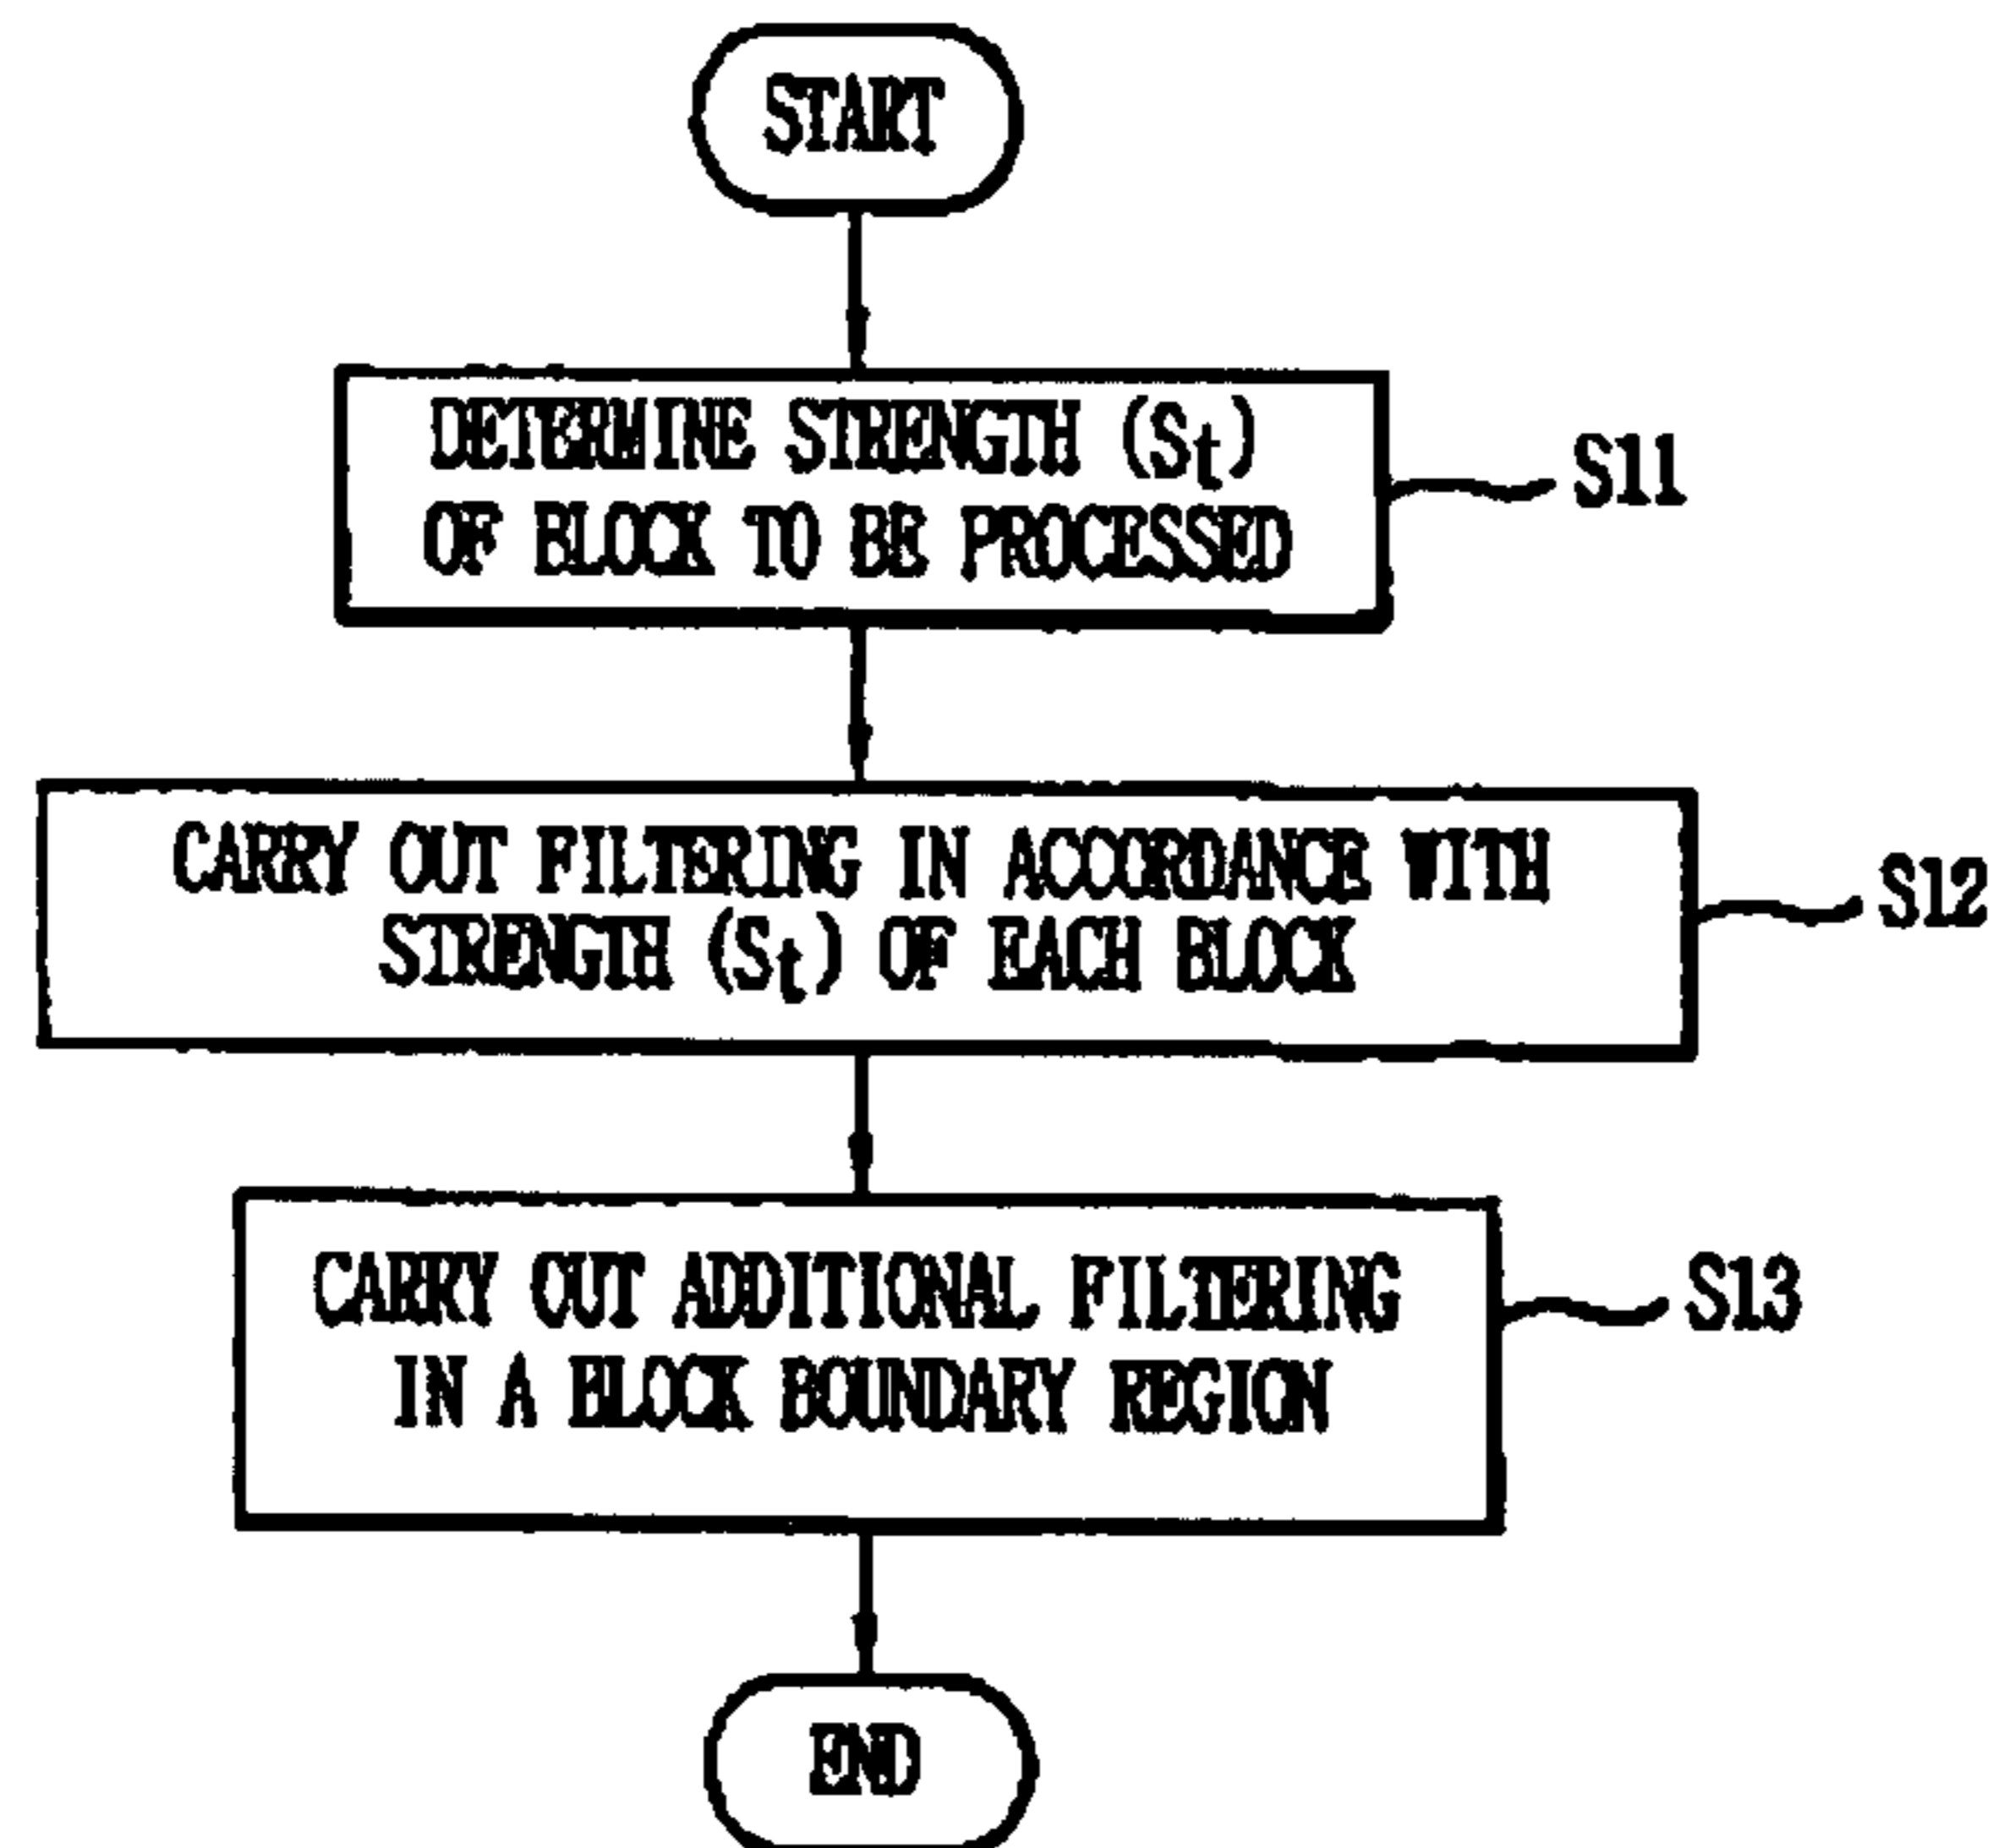 START
DETERMINE STRENGTH (St)
OF BLOCK TO BE PROCESSED
S11
CARRY OUT FILTERING IN ACCORDANCE WITH
STRENGTH (St) OF EACH BLOCK
S12
CARRY OUT ADDITIONAL FILTERING
IN A BLOCK BOUNDARY REGION
S13
END